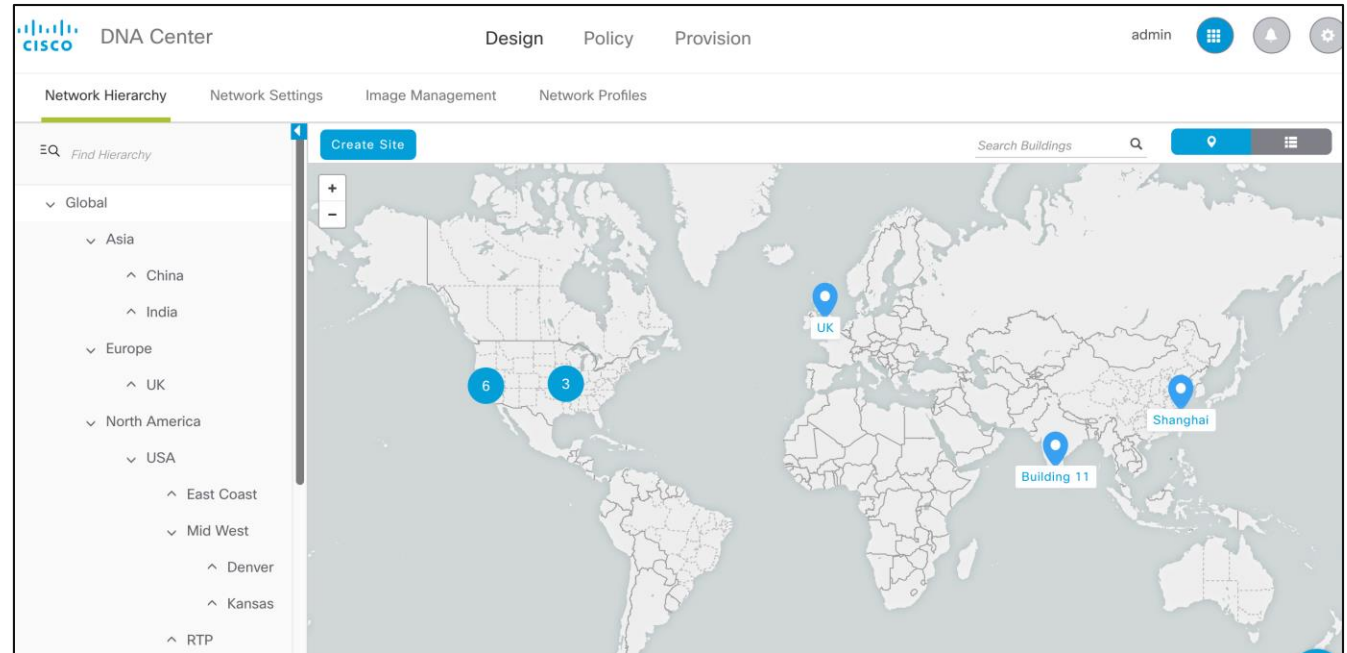 CISCO DNA Center Design Policy Provision admin
Network Hierarchy Network Settings Image Management Network Profiles
Find Hierarchy
Create Site
Search Buildings
+
−
Global
Asia
China
India
Europe
UK
North America
USA
East Coast
Mid West
Denver
Kansas
RTP
6
3
UK
Shanghai
Building 11